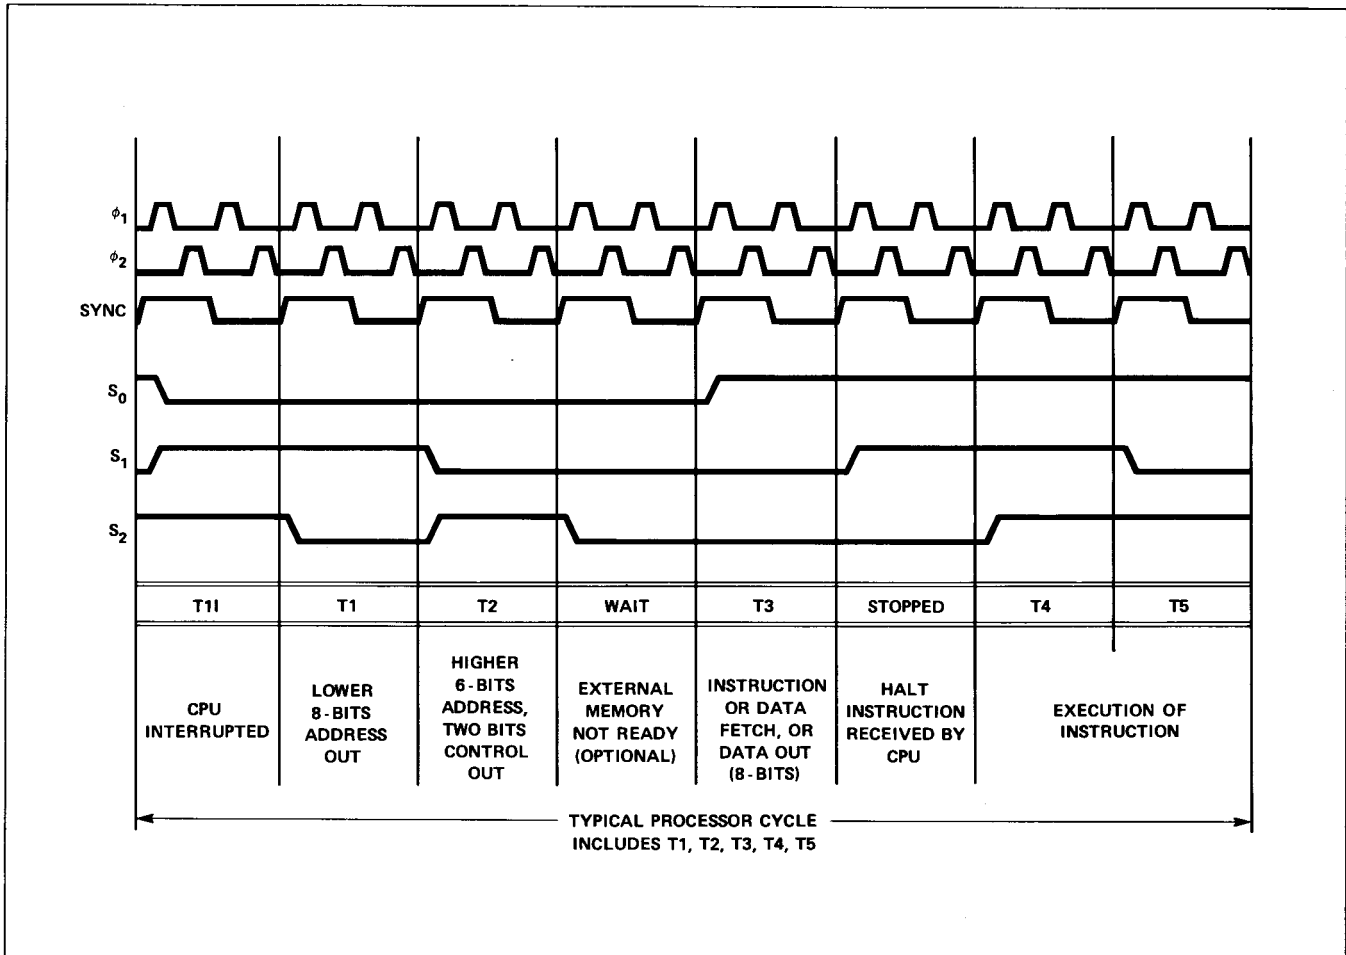 ϕ1
ϕ2
SYNC
S0
S1
S2
T1I T1 T2 WAIT T3 STOPPED T4 T5
CPU
INTERRUPTED
LOWER
8-BITS
ADDRESS
OUT
HIGHER
6-BITS
ADDRESS,
TWO BITS
CONTROL
OUT
EXTERNAL
MEMORY
NOT READY
(OPTIONAL)
INSTRUCTION
OR DATA
FETCH, OR
DATA OUT
(8-BITS)
HALT
INSTRUCTION
RECEIVED BY
CPU
EXECUTION OF
INSTRUCTION
TYPICAL PROCESSOR CYCLE
INCLUDES T1, T2, T3, T4, T5